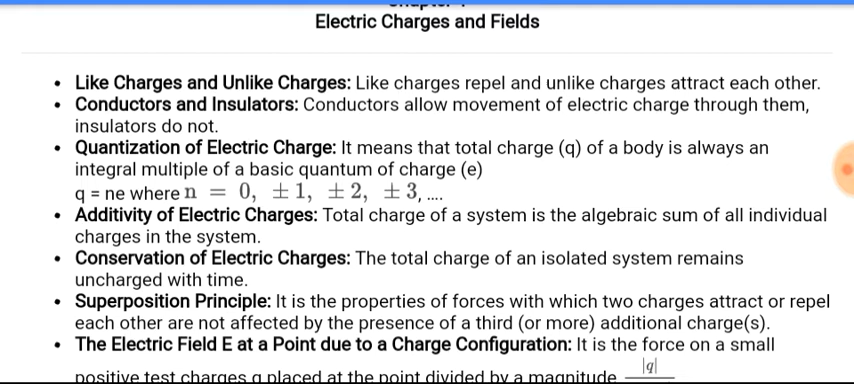 Electric Charges and Fields
• Like Charges and Unlike Charges: Like charges repel and unlike charges attract each other.
• Conductors and Insulators: Conductors allow movement of electric charge through them,
insulators do not.
• Quantization of Electric Charge: It means that total charge (q) of a body is always an
integral multiple of a basic quantum of charge (e)
q = ne where n = 0, ±1, ±2, ±3, ....
• Additivity of Electric Charges: Total charge of a system is the algebraic sum of all individual
charges in the system.
• Conservation of Electric Charges: The total charge of an isolated system remains
uncharged with time.
• Superposition Principle: It is the properties of forces with which two charges attract or repel
each other are not affected by the presence of a third (or more) additional charge(s).
• The Electric Field E at a Point due to a Charge Configuration: It is the force on a small
positive test charges q placed at the point divided by a magnitude |q|